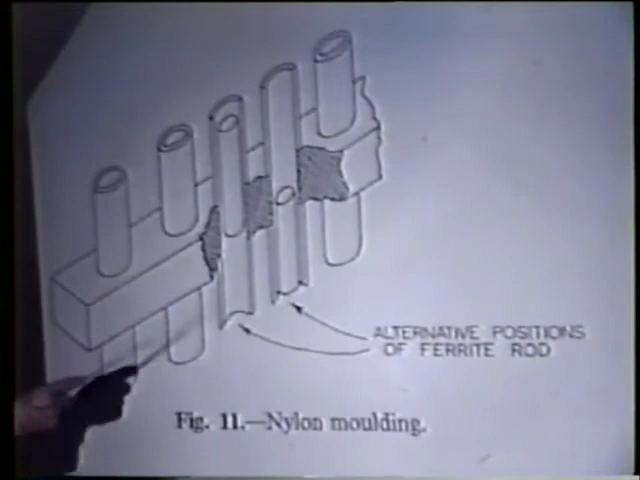 ALTERNATIVE POSITIONS
OF FERRITE ROD
Fig. 11.—Nylon moulding.